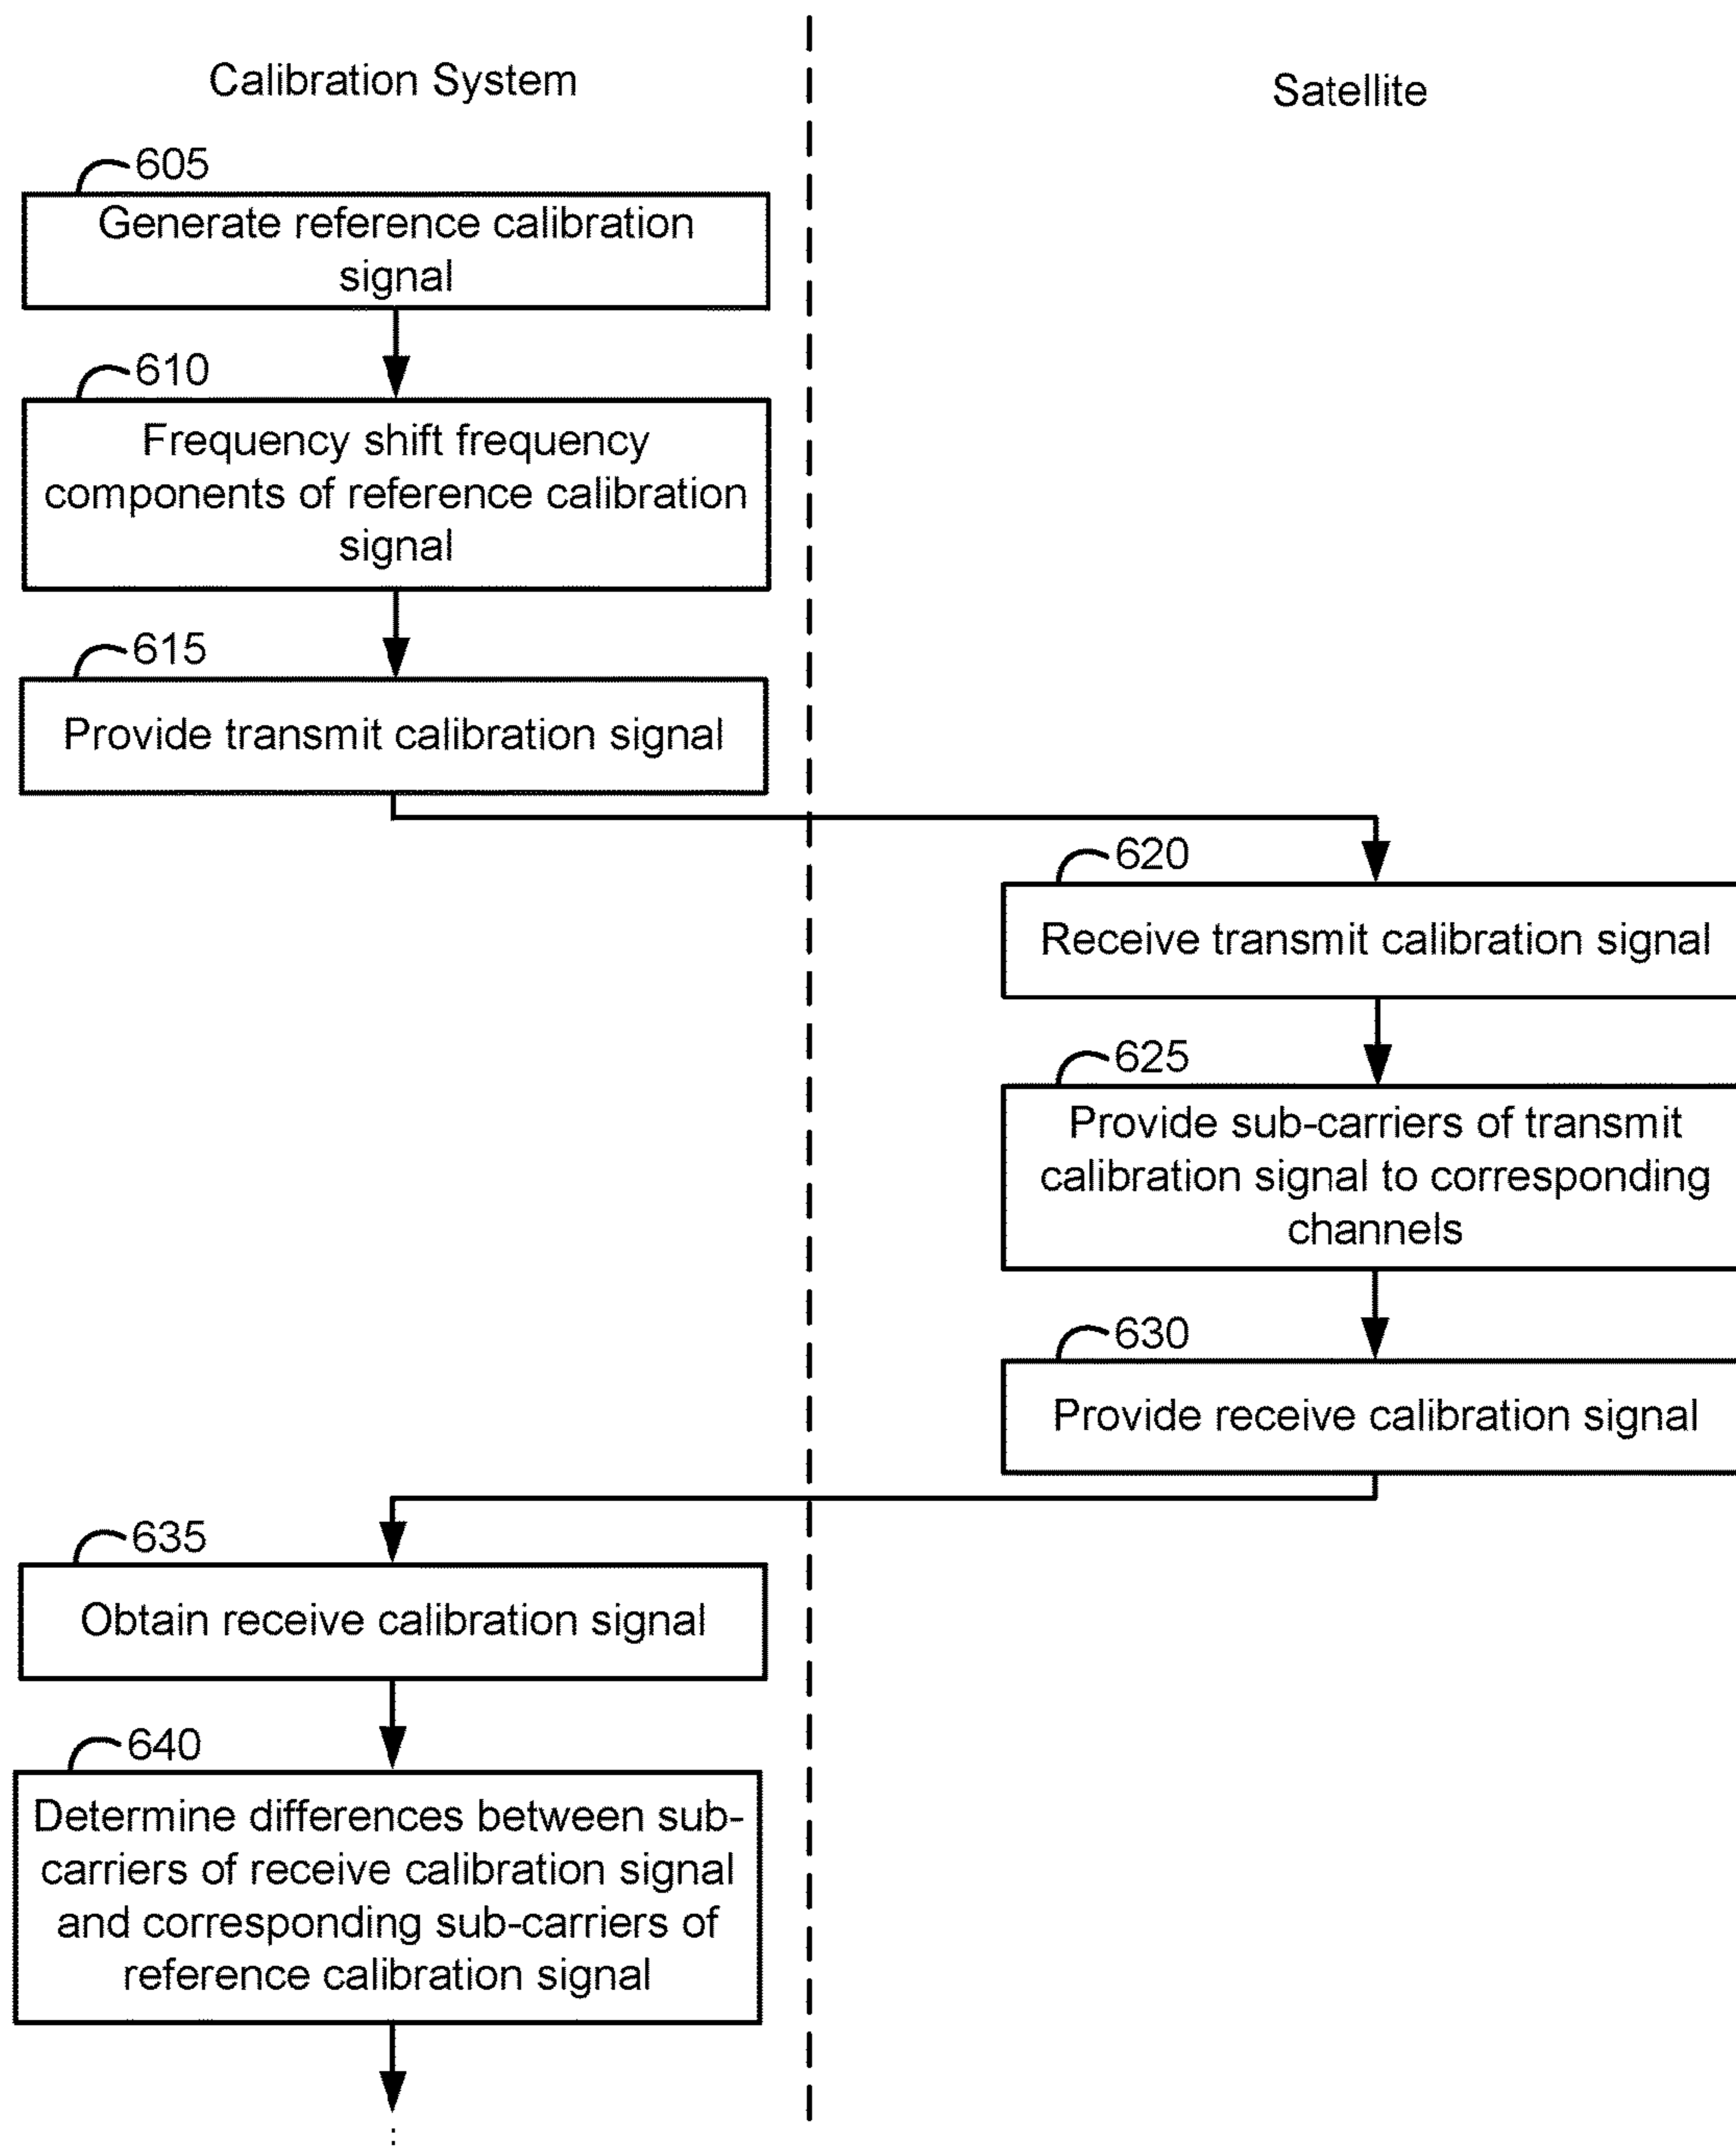 Calibration System
Satellite
605
Generate reference calibration
signal
610
Frequency shift frequency
components of reference calibration
signal
615
Provide transmit calibration signal
620
Receive transmit calibration signal
625
Provide sub-carriers of transmit
calibration signal to corresponding
channels
630
Provide receive calibration signal
635
Obtain receive calibration signal
640
Determine differences between sub-
carriers of receive calibration signal
and corresponding sub-carriers of
reference calibration signal